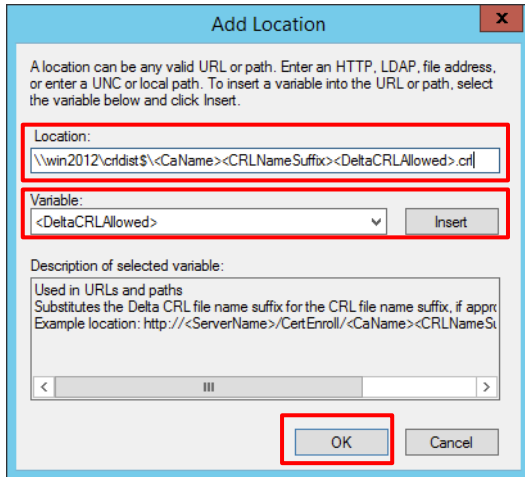 Add Location
x
A location can be any valid URL or path. Enter an HTTP, LDAP, file address,
or enter a UNC or local path. To insert a variable into the URL or path, select
the variable below and click Insert.
Location:
\\win2012\crldist$\<CaName><CRLNameSuffix><DeltaCRLAllowed>.crl
Variable:
<DeltaCRLAllowed>
Insert
Description of selected variable:
Used in URLs and paths
Substitutes the Delta CRL file name suffix for the CRL file name suffix, if appro
Example location: http://<ServerName>/CertEnroll/<CaName><CRLNameSu
OK
Cancel